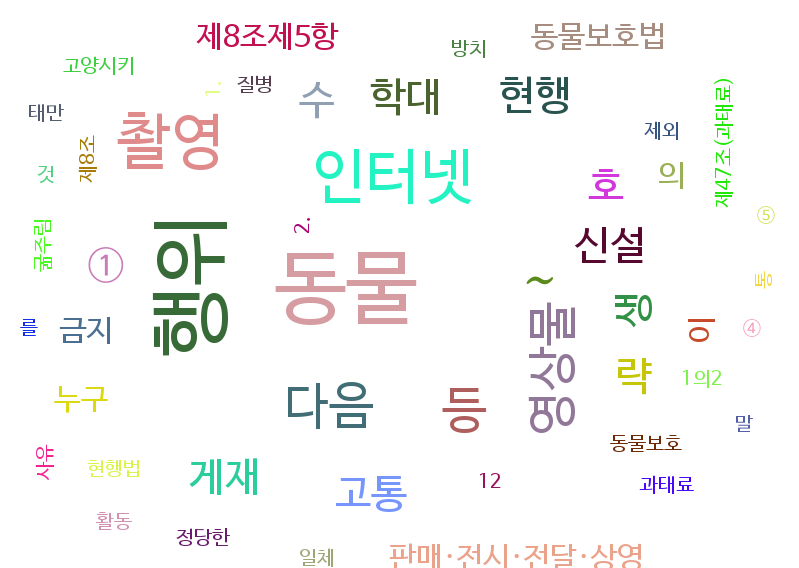 제8조제5항
방치
동물보호법
고양시키
1.
질병
수
학대
현행
태만
촬영
제8조
제외
제47조(과태료)
것
인터넷
호
의
⑤
굶주림
①
행위
2.
동물
신설
~
통
를
금지
영상물
생
이
④
누구
다음
등
략
1의2
말
사유
현행법
게재
고통
12
동물보호
과태료
활동
정당한
일체
판매·전시·전달·상영